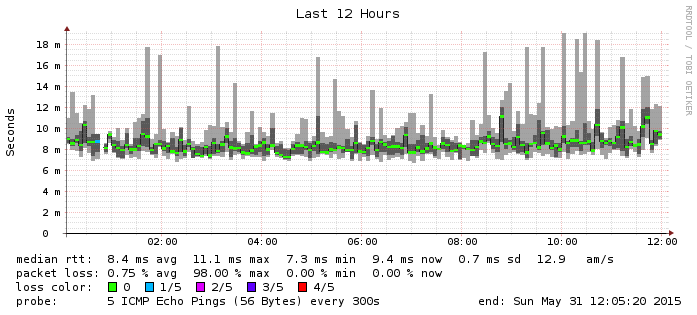 Last 12 Hours
RRDTOOL / TOBI OETIKER
Seconds
18 m
16 m
14 m
12 m
10 m
8 m
6 m
4 m
2 m
0
02:00 04:00 06:00 08:00 10:00 12:00
median rtt: 8.4 ms avg 11.1 ms max 7.3 ms min 9.4 ms now 0.7 ms sd 12.9 am/s
packet loss: 0.75 % avg 98.00 % max 0.00 % min 0.00 % now
loss color: 0 1/5 2/5 3/5 4/5
probe: 5 ICMP Echo Pings (56 Bytes) every 300s end: Sun May 31 12:05:20 2015